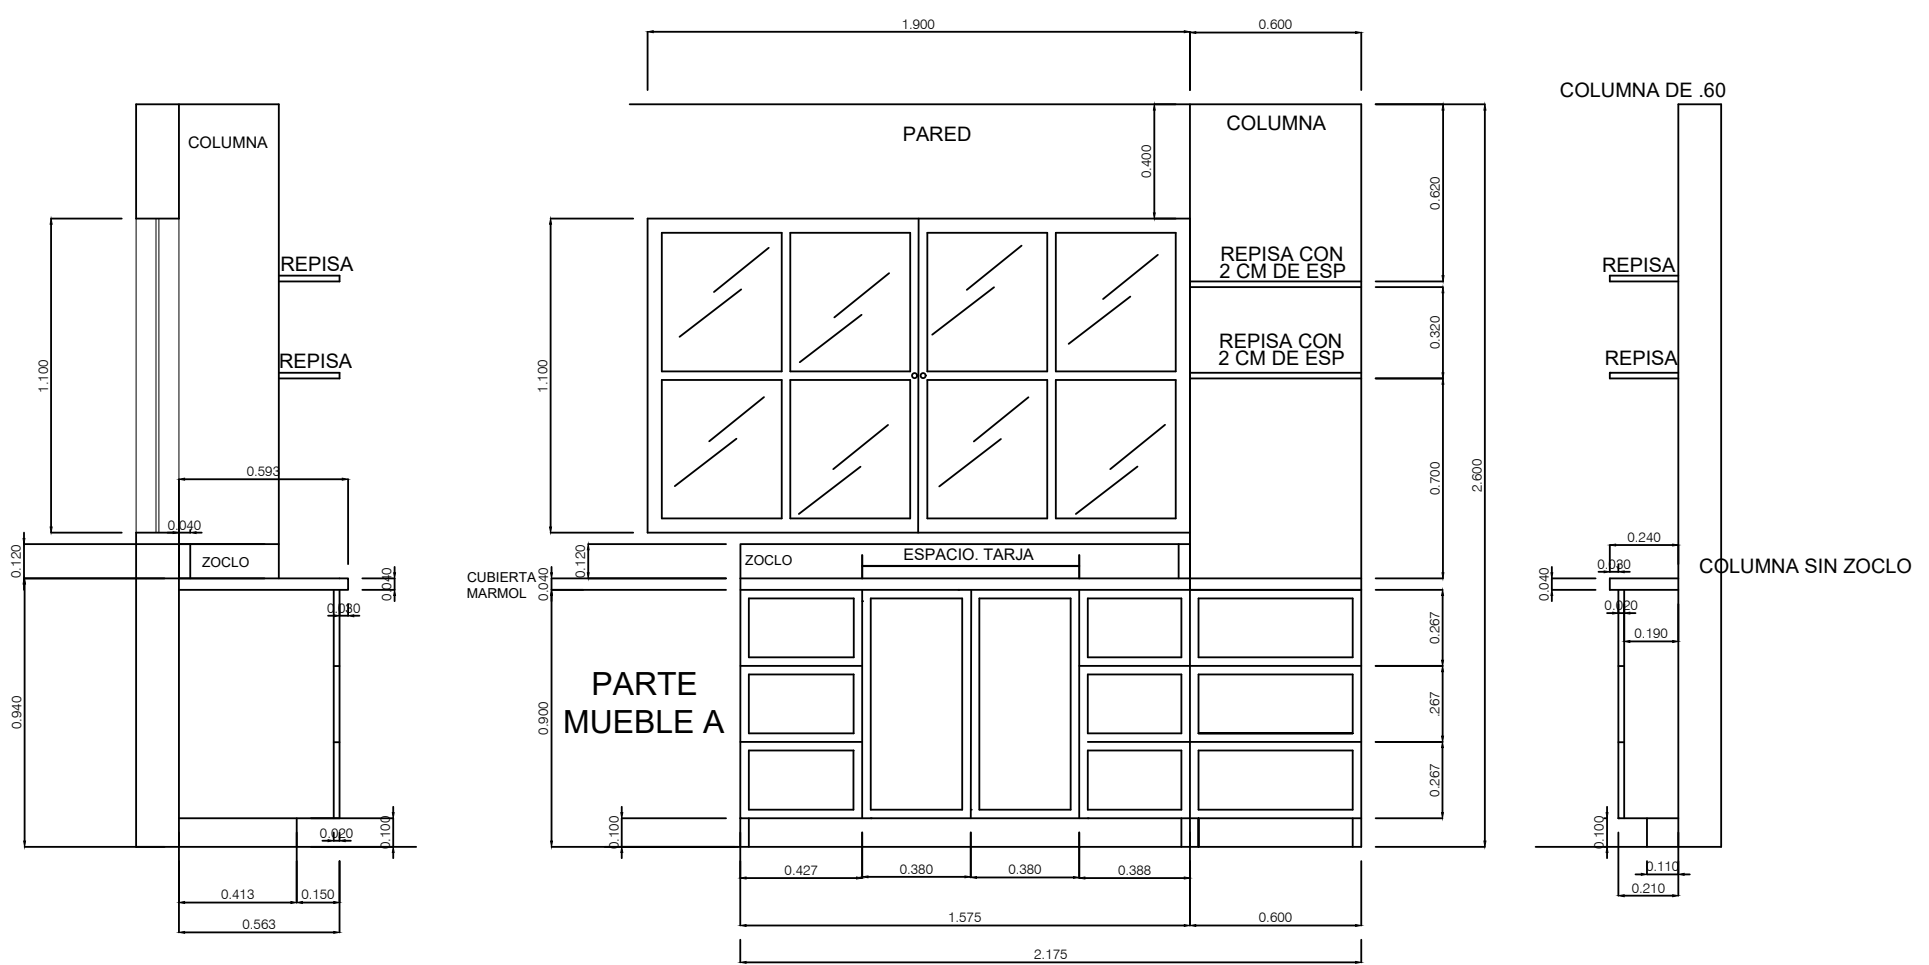 1.900
0.600
COLUMNA DE .60
COLUMNA
PARED
COLUMNA
0.400
0.620
REPISA
REPISA CON
2 CM DE ESP
REPISA
0.320
REPISA
REPISA CON
2 CM DE ESP
REPISA
1.100
1.100
0.593
0.700
2.600
0.040
0.120
ZOCLO
0.120
ZOCLO
ESPACIO. TARJA
0.240
0.030
COLUMNA SIN ZOCLO
CUBIERTA
MARMOL
0.040
0.040
0.040
0.030
0.020
0.190
0.267
PARTE
MUEBLE A
0.940
0.900
.267
0.267
0.020
0.100
0.100
0.100
0.413
0.150
0.563
0.427
0.380
0.380
0.388
0.110
0.210
1.575
0.600
2.175